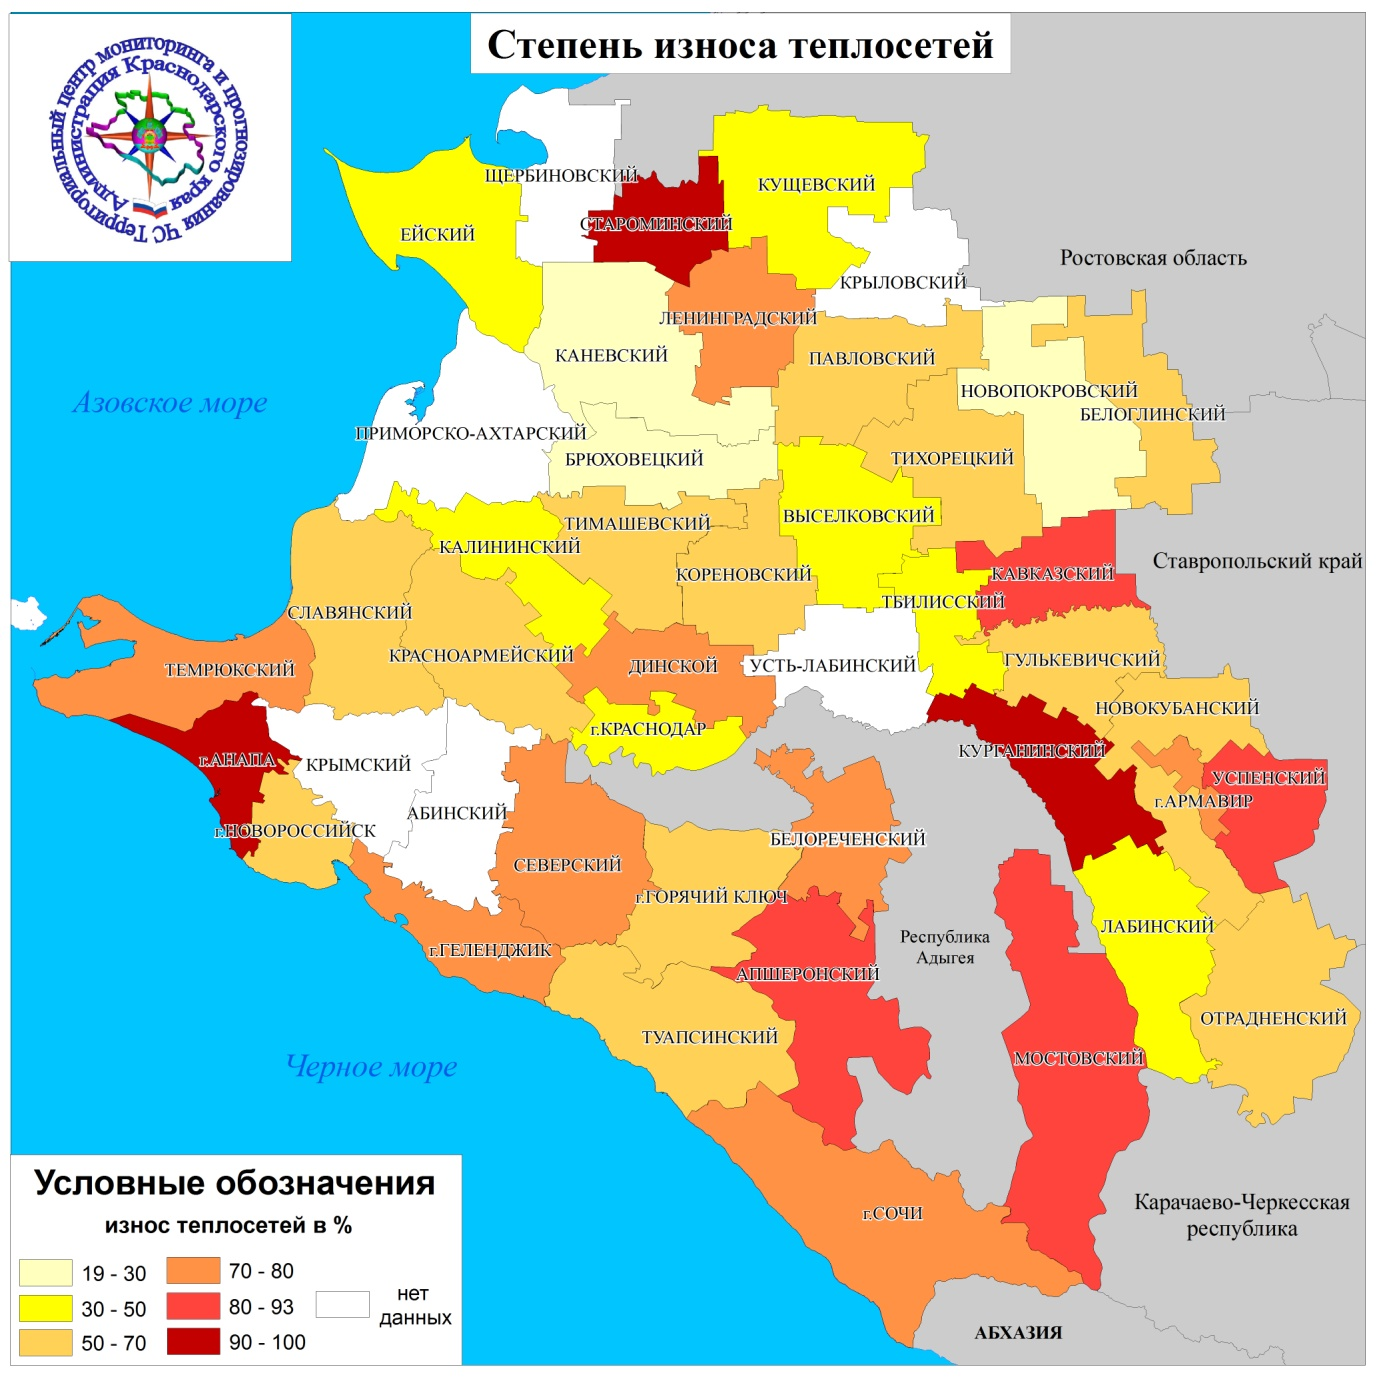 Степень износа теплосетей
Территориальный центр мониторинга и прогнозирования ЧС
Администрация Краснодарского края
ЩЕРБИНОВСКИЙ
КУЩЕВСКИЙ
СТАРОМИНСКИЙ
ЕЙСКИЙ
Ростовская область
КРЫЛОВСКИЙ
ЛЕНИНГРАДСКИЙ
КАНЕВСКИЙ
ПАВЛОВСКИЙ
НОВОПОКРОВСКИЙ
Азовское море
БЕЛОГЛИНСКИЙ
ПРИМОРСКО-АХТАРСКИЙ
БРЮХОВЕЦКИЙ
ТИХОРЕЦКИЙ
ВЫСЕЛКОВСКИЙ
ТИМАШЕВСКИЙ
КАЛИНИНСКИЙ
Ставропольский край
КОРЕНОВСКИЙ
КАВКАЗСКИЙ
ТБИЛИССКИЙ
СЛАВЯНСКИЙ
КРАСНОАРМЕЙСКИЙ
ТЕМРЮКСКИЙ
ДИНСКОЙ
УСТЬ-ЛАБИНСКИЙ
ГУЛЬКЕВИЧСКИЙ
НОВОКУБАНСКИЙ
г.КРАСНОДАР
КУРГАНИНСКИЙ
г.АНАПА
КРЫМСКИЙ
УСПЕНСКИЙ
г.АРМАВИР
АБИНСКИЙ
г.НОВОРОССИЙСК
БЕЛОРЕЧЕНСКИЙ
СЕВЕРСКИЙ
г.ГОРЯЧИЙ КЛЮЧ
ЛАБИНСКИЙ
Республика
Адыгея
г.ГЕЛЕНДЖИК
АПШЕРОНСКИЙ
ОТРАДНЕНСКИЙ
ТУАПСИНСКИЙ
МОСТОВСКИЙ
Черное море
Карачаево-Черкесская
республика
г.СОЧИ
АБХАЗИЯ
Условные обозначения
износ теплосетей в %
19 - 30
30 - 50
50 - 70
70 - 80
80 - 93
90 - 100
нет
данных